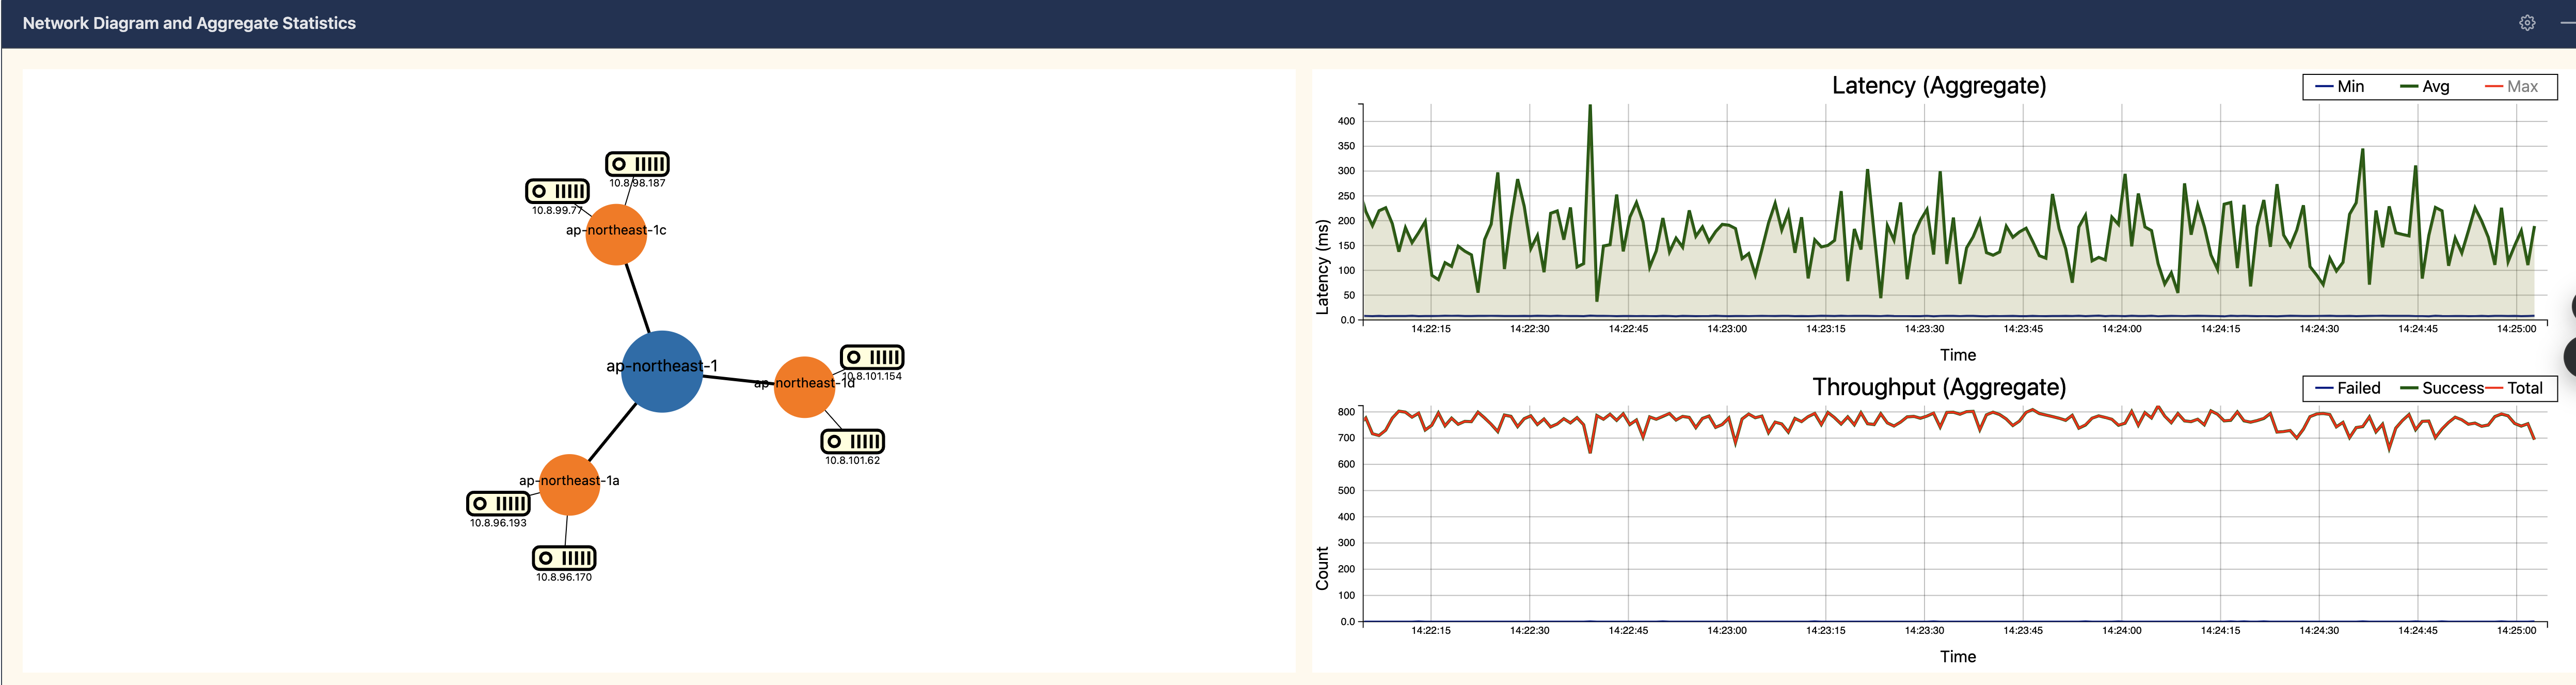 Network Diagram and Aggregate Statistics
10.8.98.187
10.8.99.77
ap-northeast-1c
ap-northeast-1
10.8.101.154
ap-northeast-1d
10.8.101.62
ap-northeast-1a
10.8.96.193
10.8.96.170
Latency (Aggregate)
Min Avg Max
Latency (ms)
400
350
300
250
200
150
100
50
0.0
14:22:15 14:22:30 14:22:45 14:23:00 14:23:15 14:23:30 14:23:45 14:24:00 14:24:15 14:24:30 14:24:45 14:25:00
Time
Throughput (Aggregate)
Failed Success Total
Count
800
700
600
500
400
300
200
100
0.0
14:22:15 14:22:30 14:22:45 14:23:00 14:23:15 14:23:30 14:23:45 14:24:00 14:24:15 14:24:30 14:24:45 14:25:00
Time